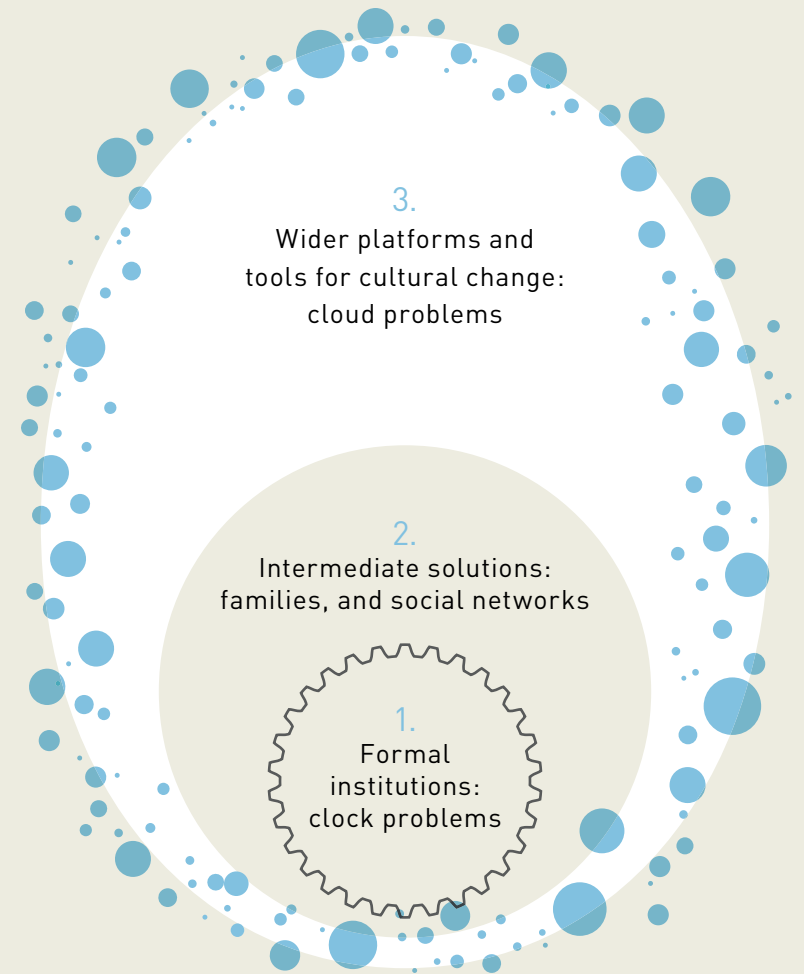 3.
Wider platforms and
tools for cultural change:
cloud problems
2.
Intermediate solutions:
families, and social networks
1.
Formal
institutions:
clock problems